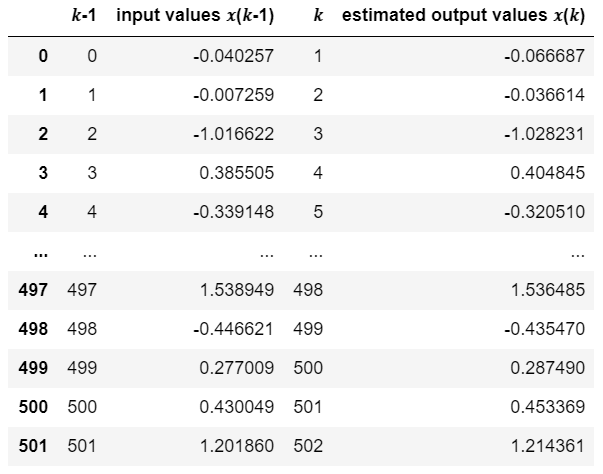 k-1 input values x(k-1) k estimated output values x(k)
0 0 -0.040257 1 -0.066687
1 1 -0.007259 2 -0.036614
2 2 -1.016622 3 -1.028231
3 3 0.385505 4 0.404845
4 4 -0.339148 5 -0.320510
... ... ... ... ...
497 497 1.538949 498 1.536485
498 498 -0.446621 499 -0.435470
499 499 0.277009 500 0.287490
500 500 0.430049 501 0.453369
501 501 1.201860 502 1.214361